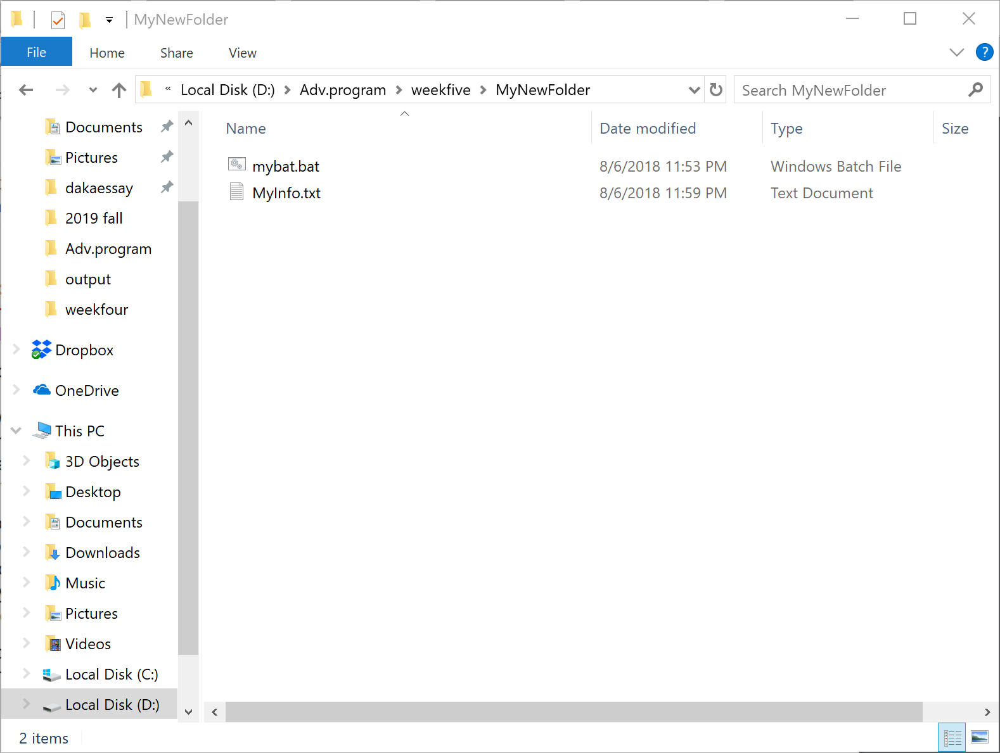 MyNewFolder
File Home Share View ?
« Local Disk (D:) Adv.program weekfive MyNewFolder Search MyNewFolder
Name Date modified Type Size
mybat.bat 8/6/2018 11:53 PM Windows Batch File
MyInfo.txt 8/6/2018 11:59 PM Text Document
Documents
Pictures
dakaessay
2019 fall
Adv.program
output
weekfour
Dropbox
OneDrive
This PC
3D Objects
Desktop
Documents
Downloads
Music
Pictures
Videos
Local Disk (C:)
Local Disk (D:)
2 items